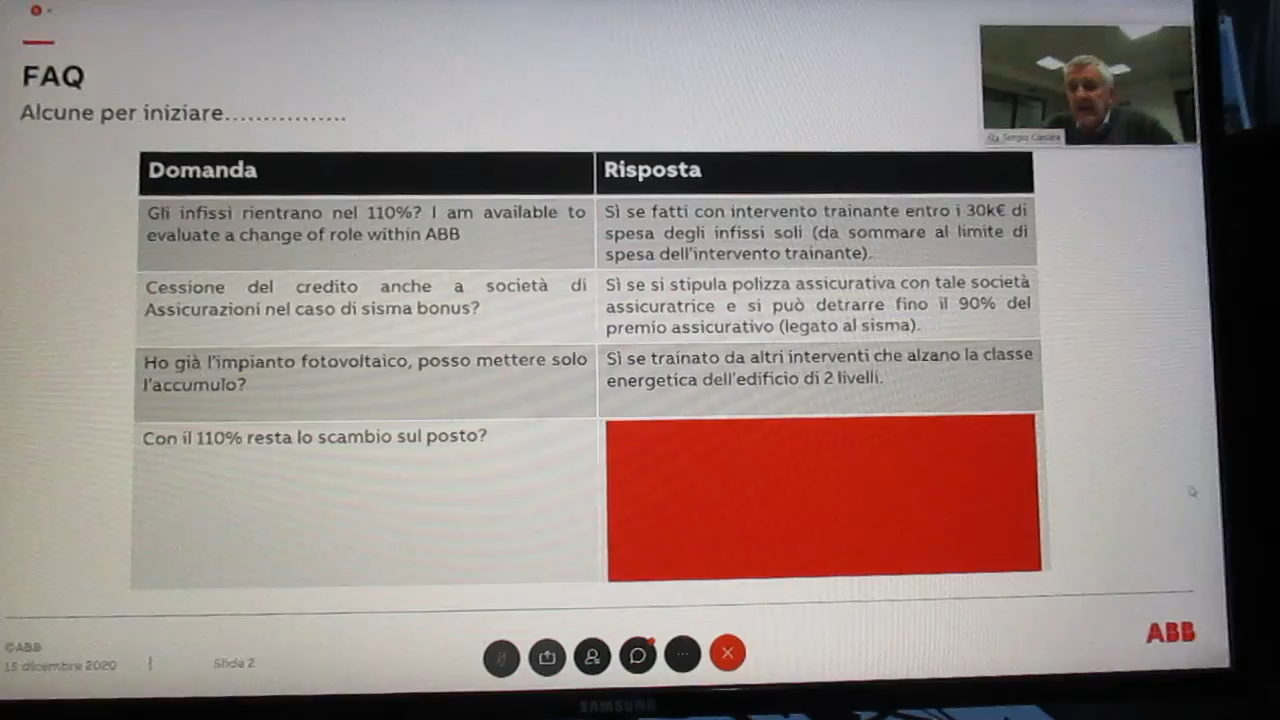 FAQ
Alcune per iniziare................
Domanda
Risposta
Gli infissi rientrano nel 110%? I am available to
evaluate a change of role within ABB
Sì se fatti con intervento trainante entro i 30k€ di
spesa degli infissi soli (da sommare al limite di
spesa dell'intervento trainante).
Cessione del credito anche a società di
Assicurazioni nel caso di sisma bonus?
Sì se si stipula polizza assicurativa con tale società
assicuratrice e si può detrarre fino il 90% del
premio assicurativo (legato al sisma).
Ho già l'impianto fotovoltaico, posso mettere solo
l'accumulo?
Sì se trainato da altri interventi che alzano la classe
energetica dell'edificio di 2 livelli.
Con il 110% resta lo scambio sul posto?
©ABB
15 dicembre 2020
Slide 2
ABB
SAMSUNG
Sergio